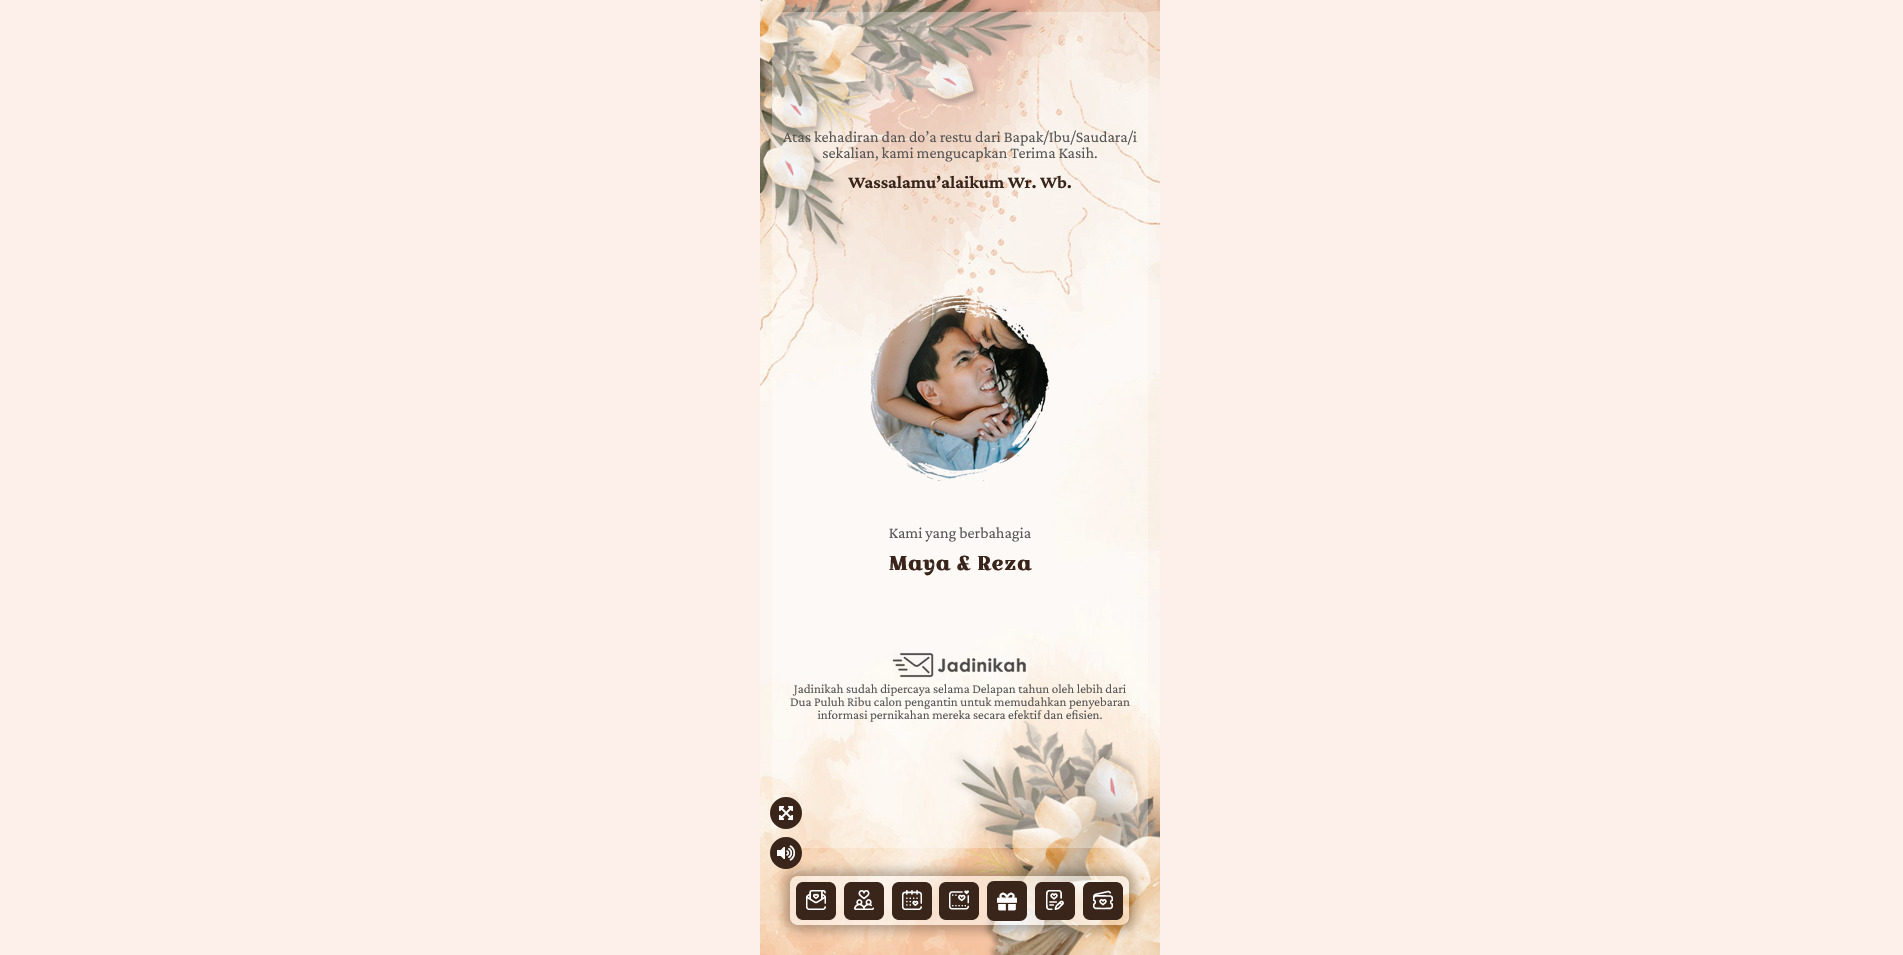 Atas kehadiran dan do’a restu dari Bapak/Ibu/Saudara/i
sekalian, kami mengucapkan Terima Kasih.
Wassalamu’alaikum Wr. Wb.
Kami yang berbahagia
Maya & Reza
Jadinikah
Jadinikah sudah dipercaya selama Delapan tahun oleh lebih dari
Dua Puluh Ribu calon pengantin untuk memudahkan penyebaran
informasi pernikahan mereka secara efektif dan efisien.